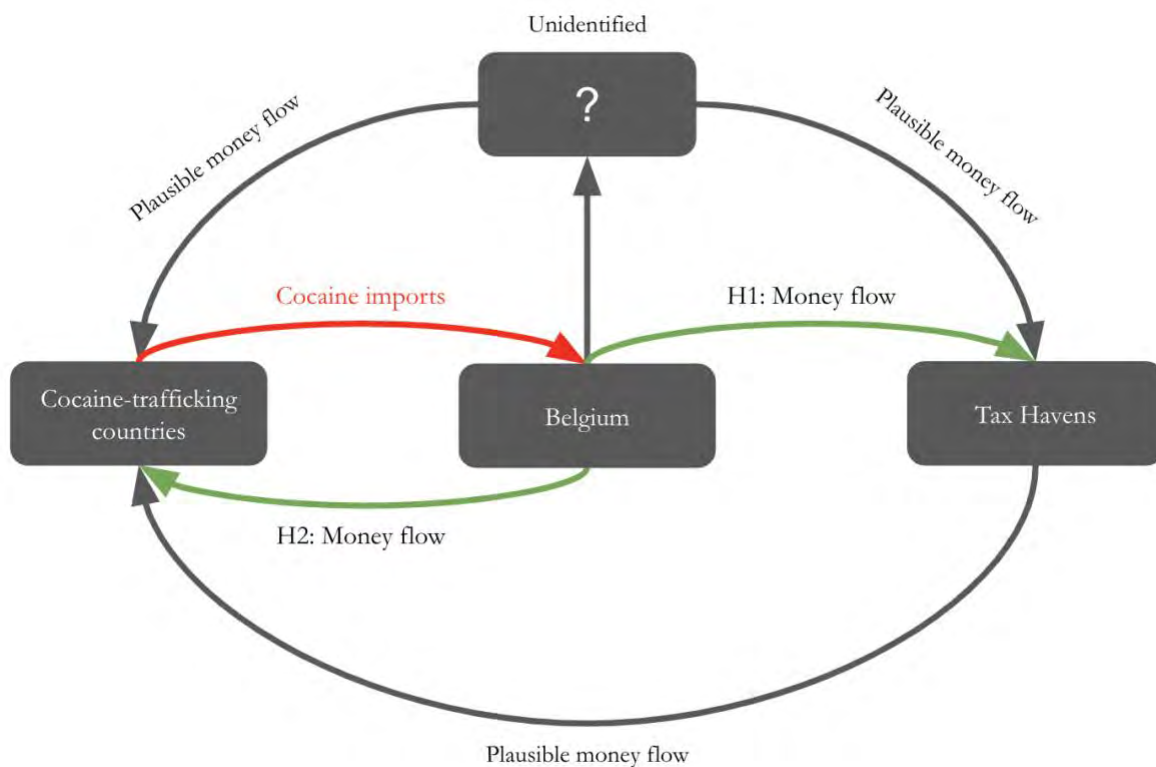 Unidentified
?
Plausible money flow
Plausible money flow
Cocaine imports
H1: Money flow
Cocaine-trafficking
countries
Belgium
Tax Havens
H2: Money flow
Plausible money flow